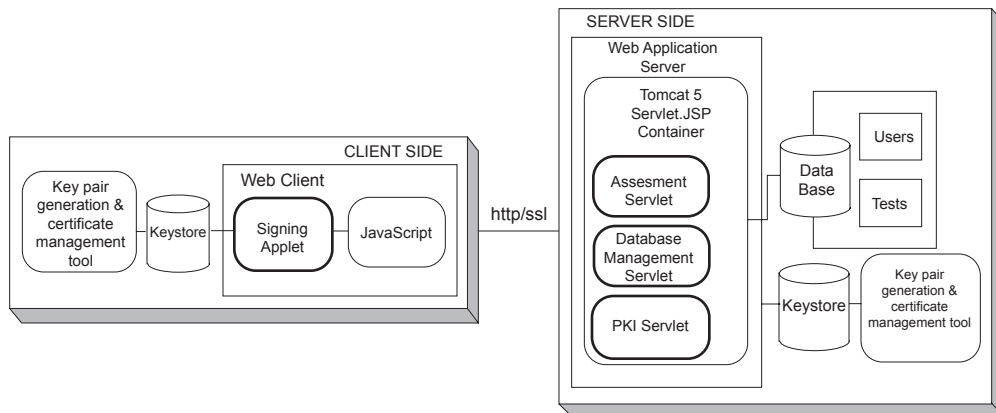 CLIENT SIDE
Key pair
generation &
certificate
management
tool
Keystore
Web Client
Signing
Applet
JavaScript
http/ssl
SERVER SIDE
Web Application
Server
Tomcat 5
Servlet.JSP
Container
Assesment
Servlet
Database
Management
Servlet
PKI Servlet
Data
Base
Users
Tests
Keystore
Key pair
generation &
certificate
management tool